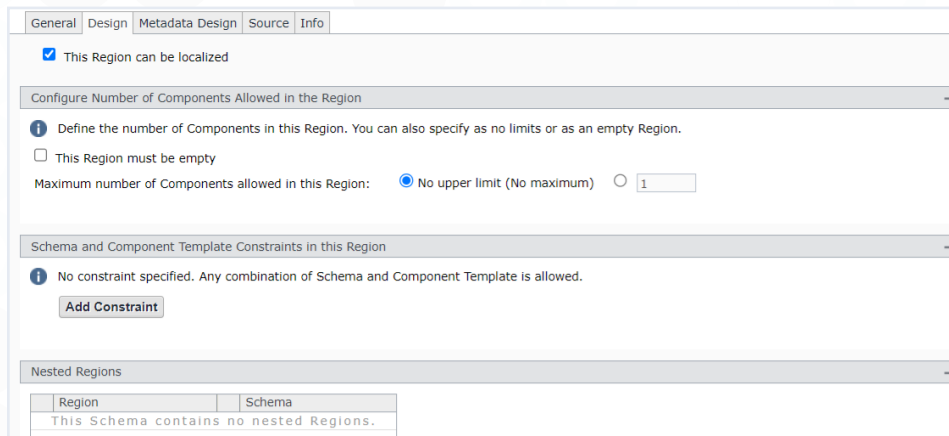 General Design Metadata Design Source Info
This Region can be localized
Configure Number of Components Allowed in the Region
Define the number of Components in this Region. You can also specify as no limits or as an empty Region.
This Region must be empty
Maximum number of Components allowed in this Region: No upper limit (No maximum) 1
Schema and Component Template Constraints in this Region
No constraint specified. Any combination of Schema and Component Template is allowed.
Add Constraint
Nested Regions
Region Schema
This Schema contains no nested Regions.